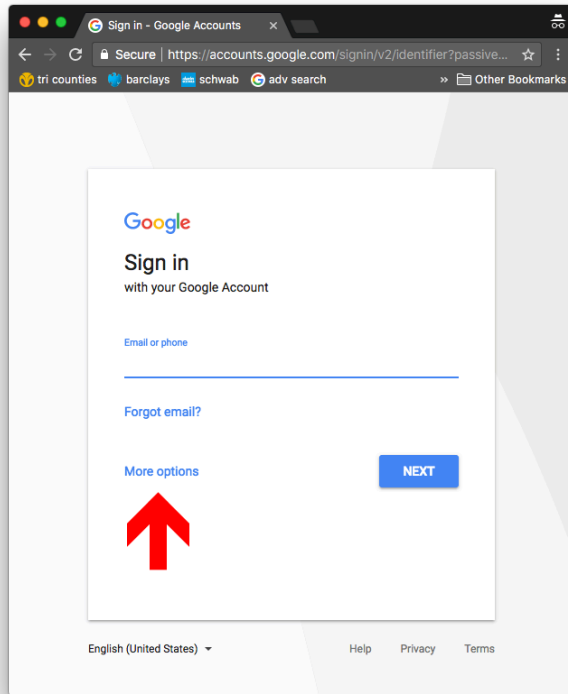 Sign in - Google Accounts
Secure | https://accounts.google.com/signin/v2/identifier?passive...
tri counties barclays schwab adv search » Other Bookmarks
Google
Sign in
with your Google Account
Email or phone
Forgot email?
More options NEXT
English (United States) Help Privacy Terms